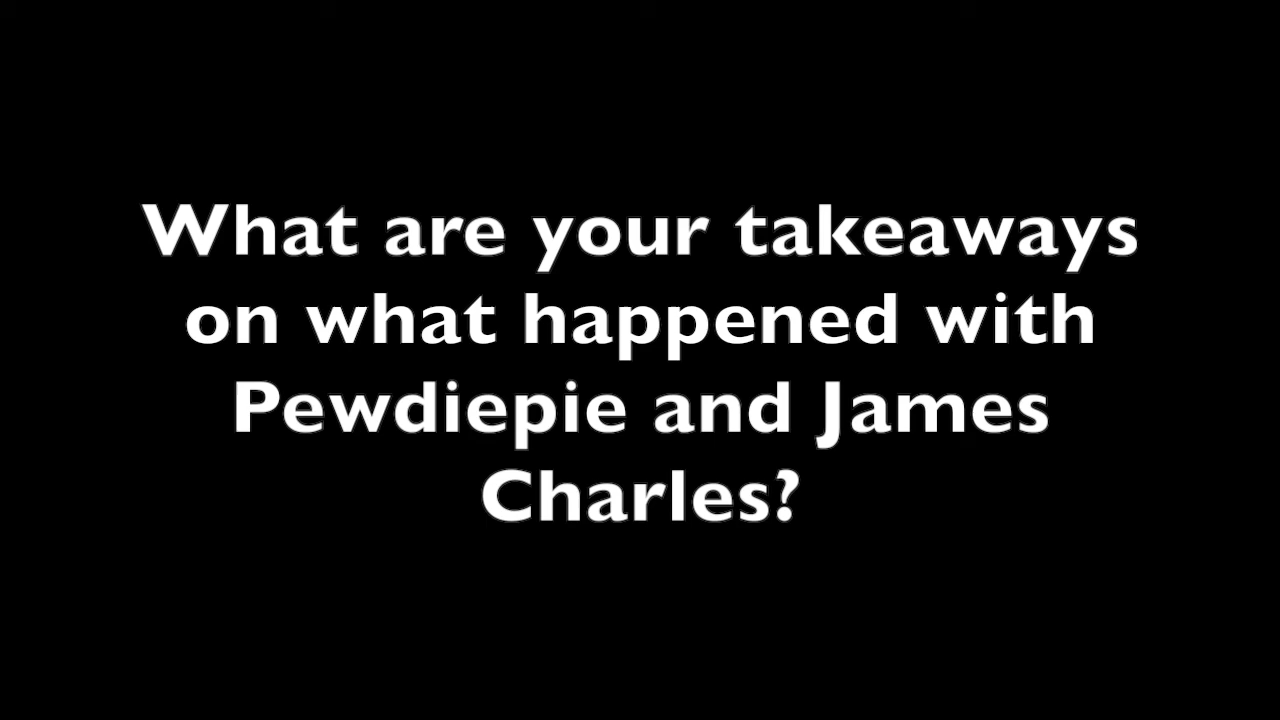 What are your takeaways
on what happened with
Pewdiepie and James
Charles?